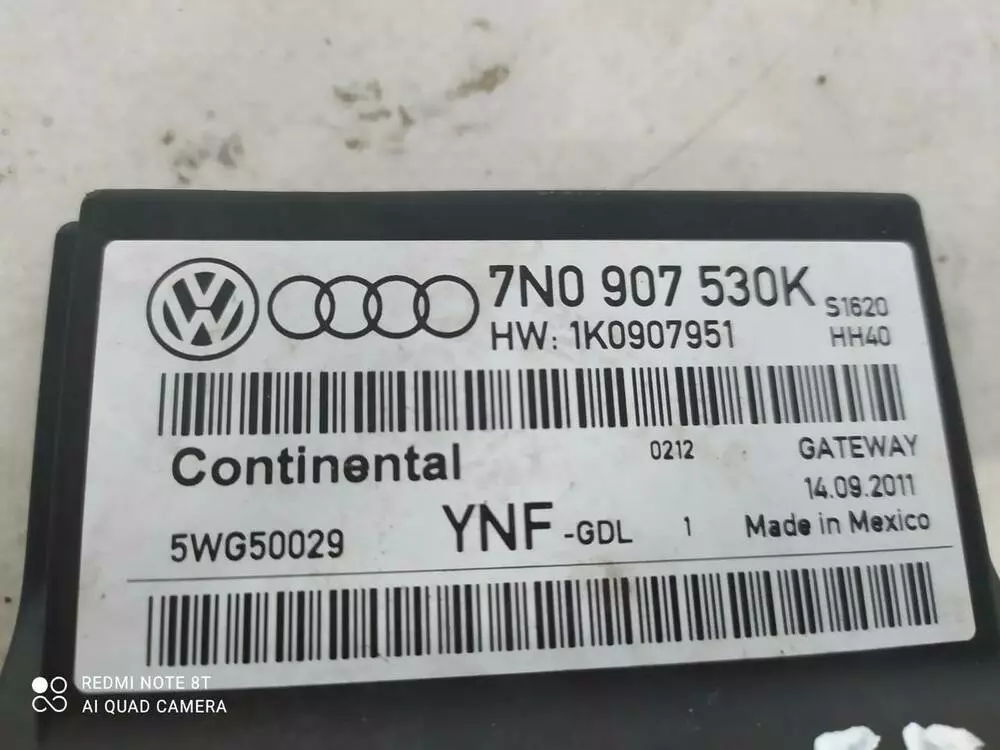 7N0 907 530K S1620
HW: 1K0907951 HH40
Continental 0212 GATEWAY
14.09.2011
5WG50029 YNF -GDL 1 Made in Mexico
REDMI NOTE 8T
AI QUAD CAMERA